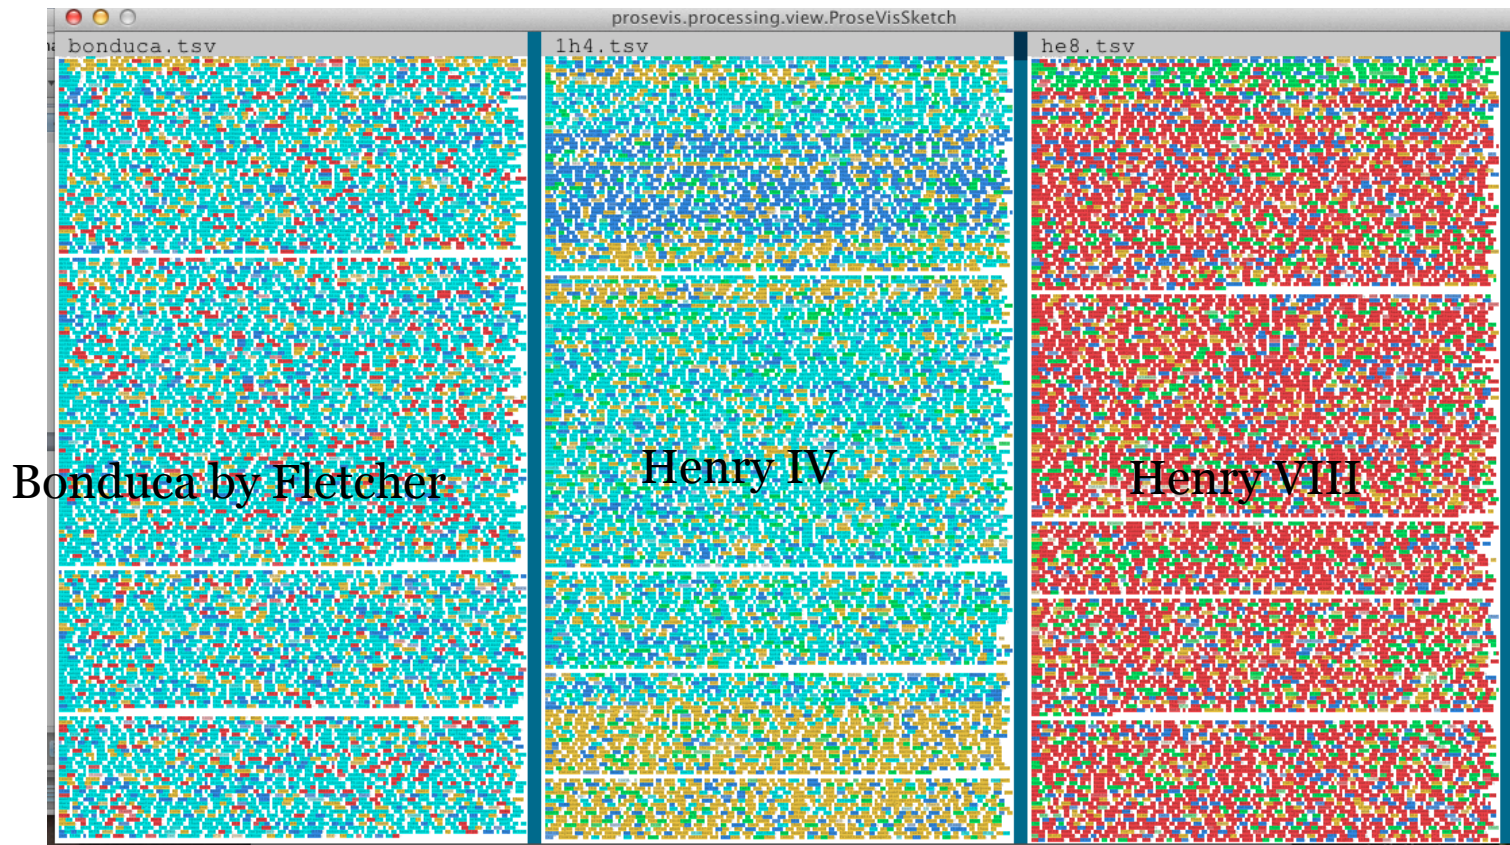 prosevis.processing.view.ProseVisSketch
bonduca.tsv
1h4.tsv
he8.tsv
Bonduca by Fletcher
Henry IV
Henry VIII